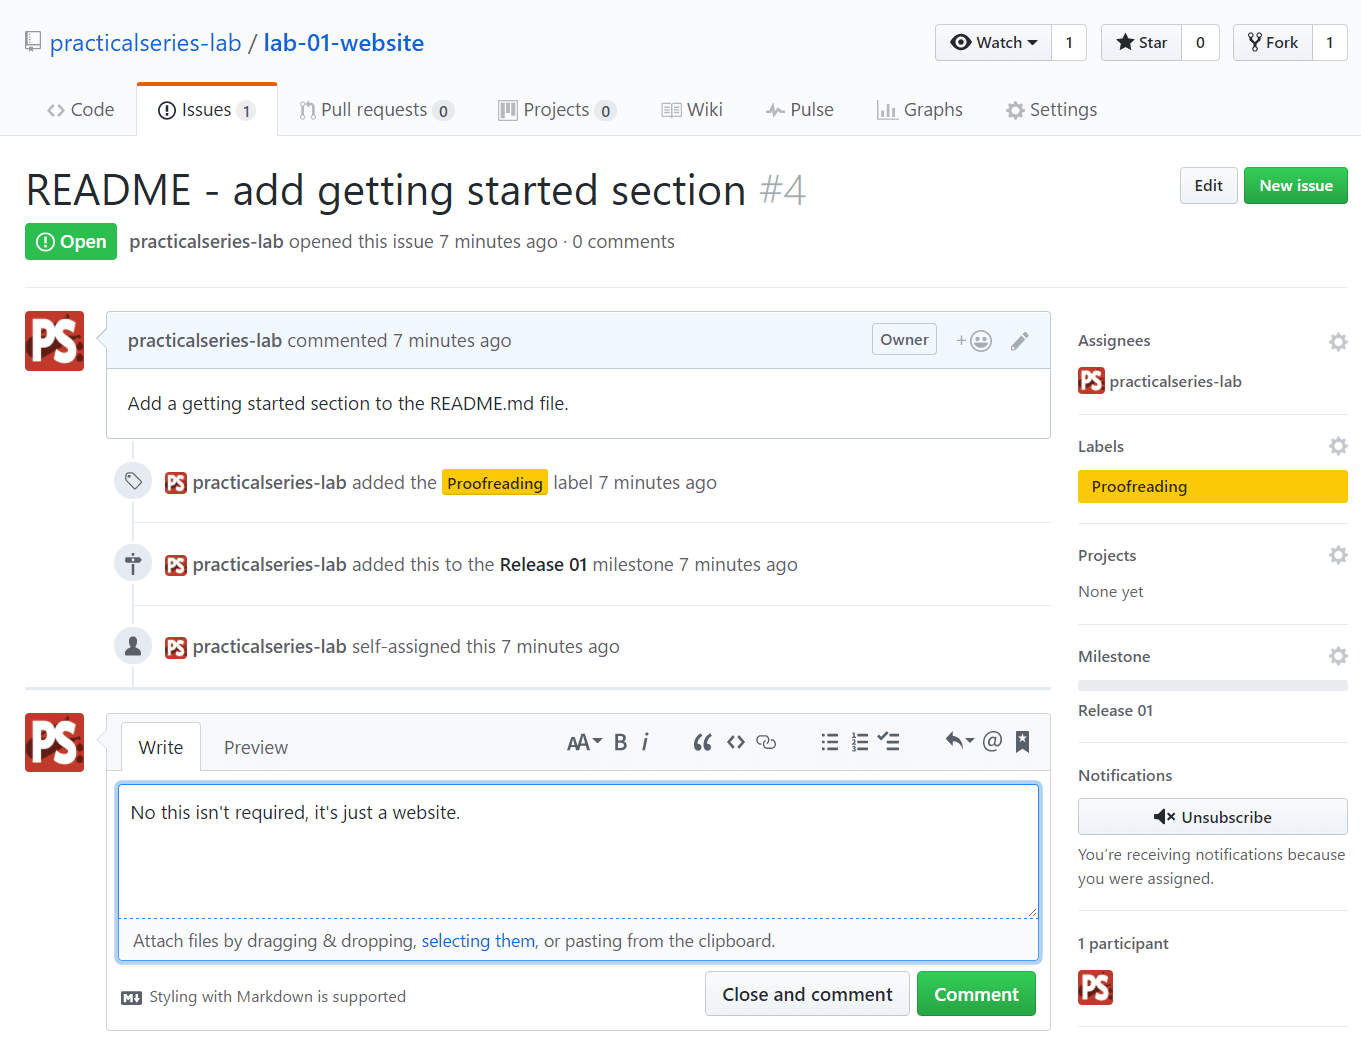 practicalseries-lab / lab-01-website
Watch 1 Star 0 Fork 1
Code Issues 1 Pull requests 0 Projects 0 Wiki Pulse Graphs Settings
README - add getting started section #4
Edit New issue
Open practicalseries-lab opened this issue 7 minutes ago · 0 comments
PS
practicalseries-lab commented 7 minutes ago Owner
Add a getting started section to the README.md file.
PS practicalseries-lab added the Proofreading label 7 minutes ago
PS practicalseries-lab added this to the Release 01 milestone 7 minutes ago
PS practicalseries-lab self-assigned this 7 minutes ago
PS
Write Preview AA B i
No this isn't required, it's just a website.
Attach files by dragging & dropping, selecting them, or pasting from the clipboard.
Styling with Markdown is supported
Close and comment Comment
Assignees
PS practicalseries-lab
Labels
Proofreading
Projects
None yet
Milestone
Release 01
Notifications
Unsubscribe
You're receiving notifications because
you were assigned.
1 participant
PS